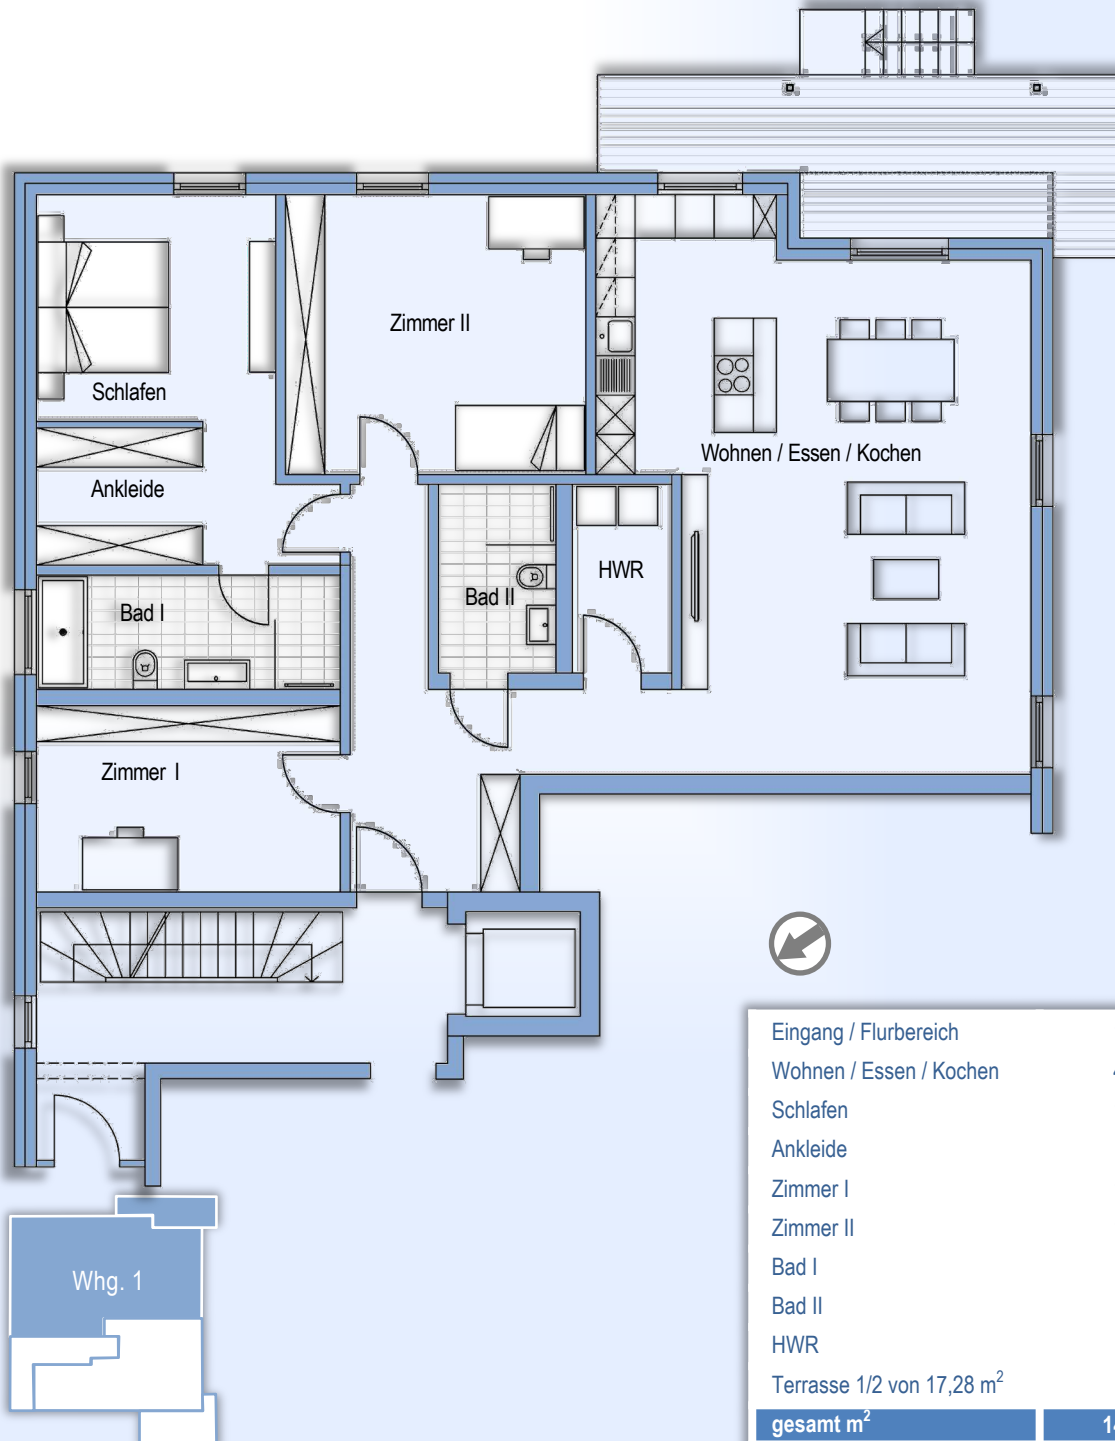 Zimmer II
Schlafen
Wohnen / Essen / Kochen
Ankleide
HWR
Bad II
Bad I
Zimmer I
Eingang / Flurbereich
Wohnen / Essen / Kochen
Schlafen
Ankleide
Zimmer I
Zimmer II
Bad I
Bad II
HWR
Terrasse 1/2 von 17,28 m²
gesamt m²
Whg. 1